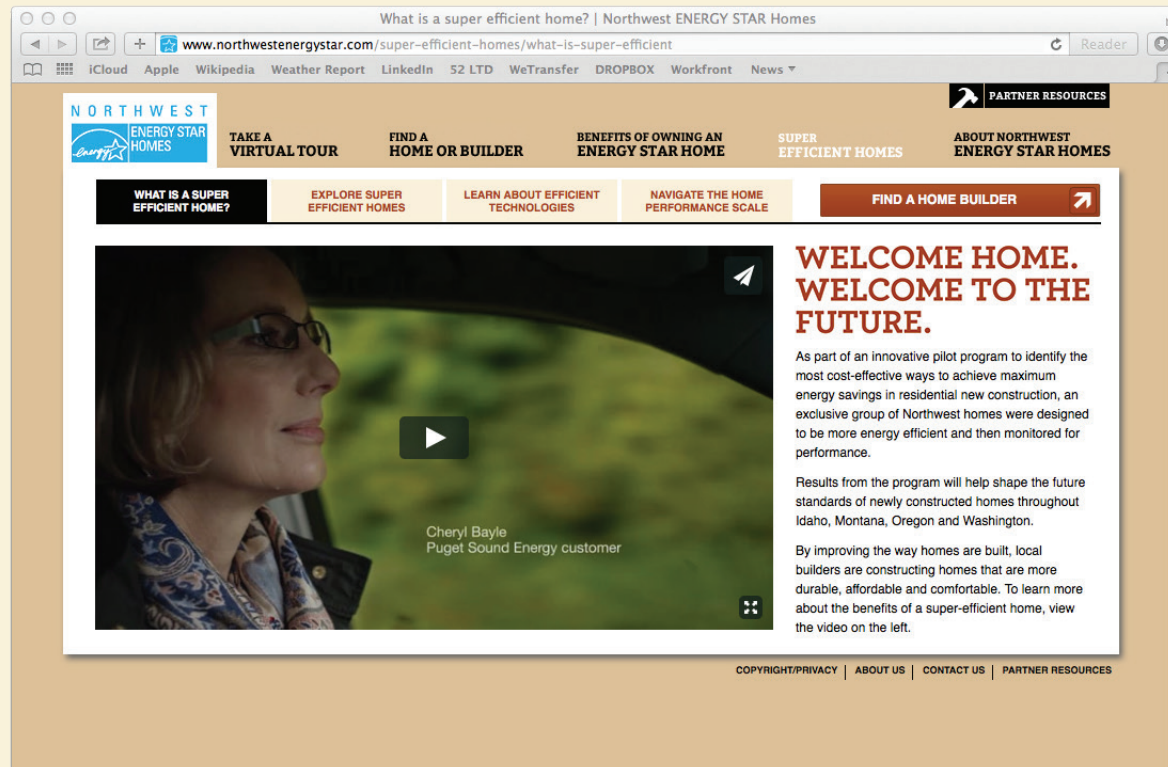 What is a super efficient home? | Northwest ENERGY STAR Homes
www.northwestenergystar.com/super-efficient-homes/what-is-super-efficient
Reader
iCloud Apple Wikipedia Weather Report LinkedIn S2 LTD WeTransfer DROPBOX Workfront News
PARTNER RESOURCES
NORTHWEST
ENERGY STAR
HOMES
energy
TAKE A
VIRTUAL TOUR
FIND A
HOME OR BUILDER
BENEFITS OF OWNING AN
ENERGY STAR HOME
SUPER
EFFICIENT HOMES
ABOUT NORTHWEST
ENERGY STAR HOMES
WHAT IS A SUPER
EFFICIENT HOME?
EXPLORE SUPER
EFFICIENT HOMES
LEARN ABOUT EFFICIENT
TECHNOLOGIES
NAVIGATE THE HOME
PERFORMANCE SCALE
FIND A HOME BUILDER
Cheryl Bayle
Puget Sound Energy customer
WELCOME HOME.
WELCOME TO THE
FUTURE.
As part of an innovative pilot program to identify the
most cost-effective ways to achieve maximum
energy savings in residential new construction, an
exclusive group of Northwest homes were designed
to be more energy efficient and then monitored for
performance.
Results from the program will help shape the future
standards of newly constructed homes throughout
Idaho, Montana, Oregon and Washington.
By improving the way homes are built, local
builders are constructing homes that are more
durable, affordable and comfortable. To learn more
about the benefits of a super-efficient home, view
the video on the left.
COPYRIGHT/PRIVACY | ABOUT US | CONTACT US | PARTNER RESOURCES